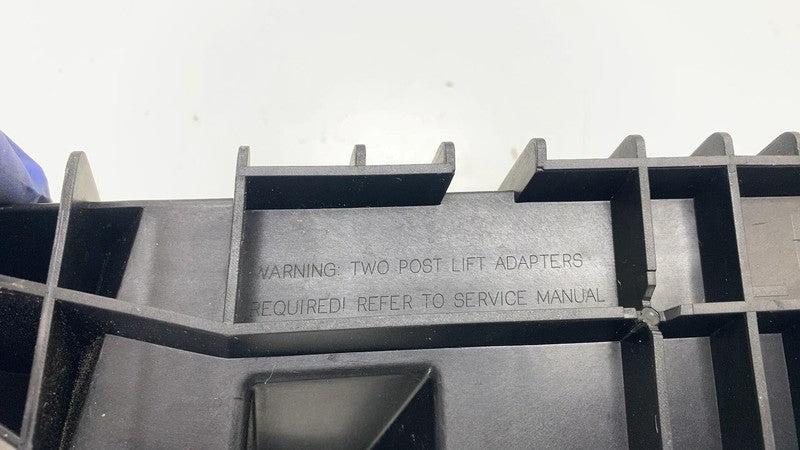 WARNING: TWO POST LIFT ADAPTERS
REQUIRED! REFER TO SERVICE MANUAL